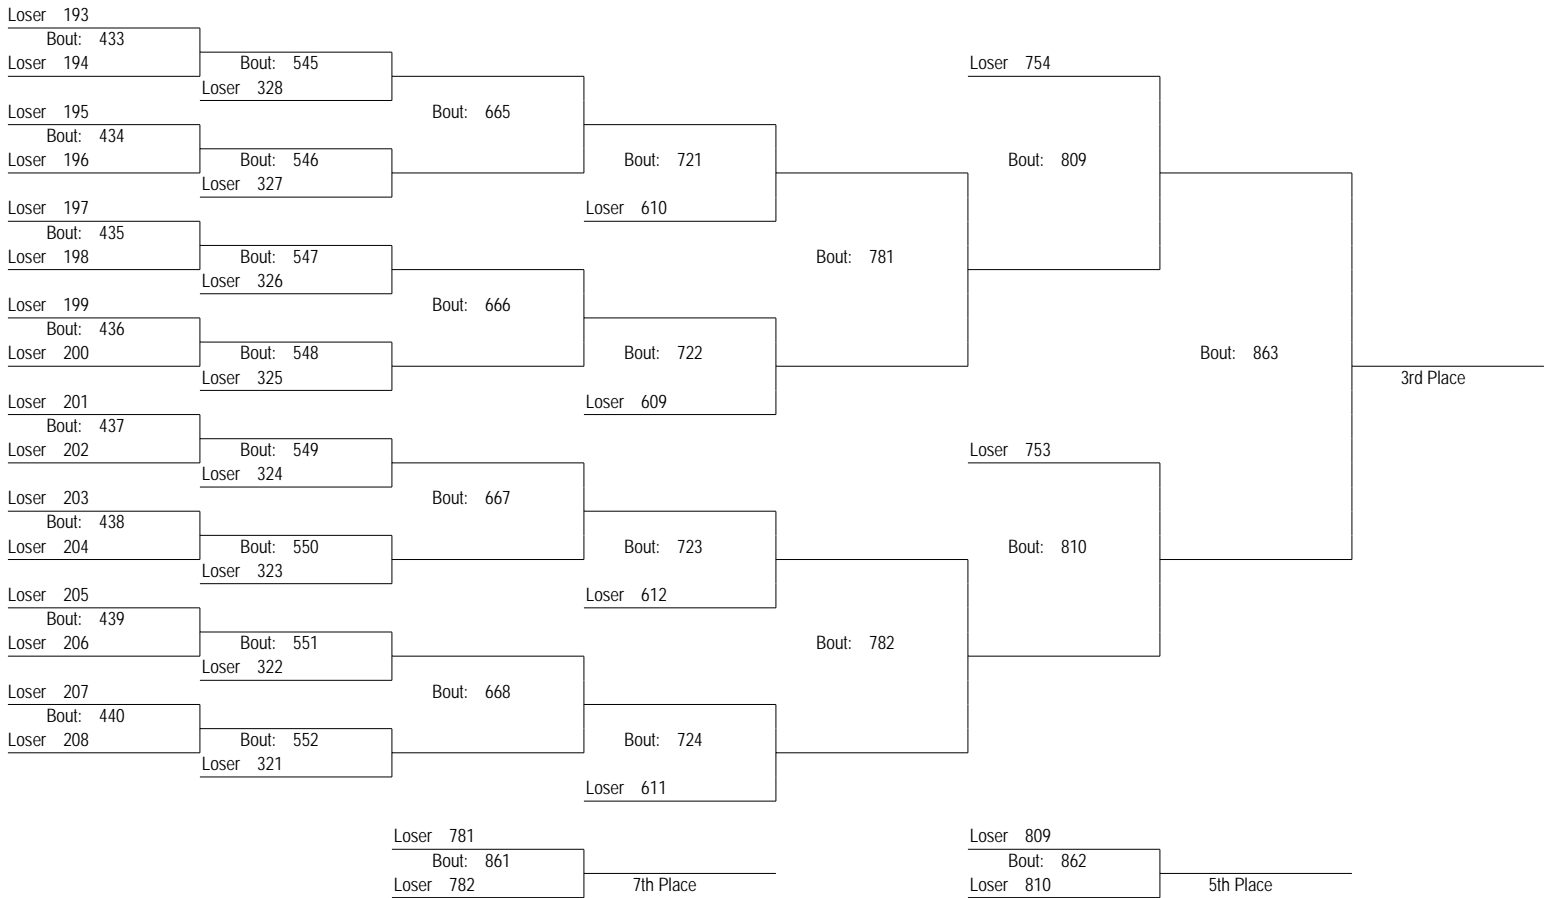 Loser 193
Bout: 433
Loser 194
Bout: 545
Loser 754
Loser 328
Loser 195
Bout: 665
Bout: 434
Loser 196
Bout: 546
Bout: 721
Bout: 809
Loser 327
Loser 197
Loser 610
Bout: 435
Loser 198
Bout: 547
Bout: 781
Loser 326
Loser 199
Bout: 666
Bout: 436
Loser 200
Bout: 548
Bout: 722
Bout: 863
Loser 325
3rd Place
Loser 201
Loser 609
Bout: 437
Loser 202
Bout: 549
Loser 753
Loser 324
Loser 203
Bout: 667
Bout: 438
Loser 204
Bout: 550
Bout: 723
Bout: 810
Loser 323
Loser 205
Loser 612
Bout: 439
Loser 206
Bout: 551
Bout: 782
Loser 322
Loser 207
Bout: 668
Bout: 440
Loser 208
Bout: 552
Bout: 724
Loser 321
Loser 611
Loser 781
Loser 809
Bout: 861
Bout: 862
Loser 782
7th Place
Loser 810
5th Place